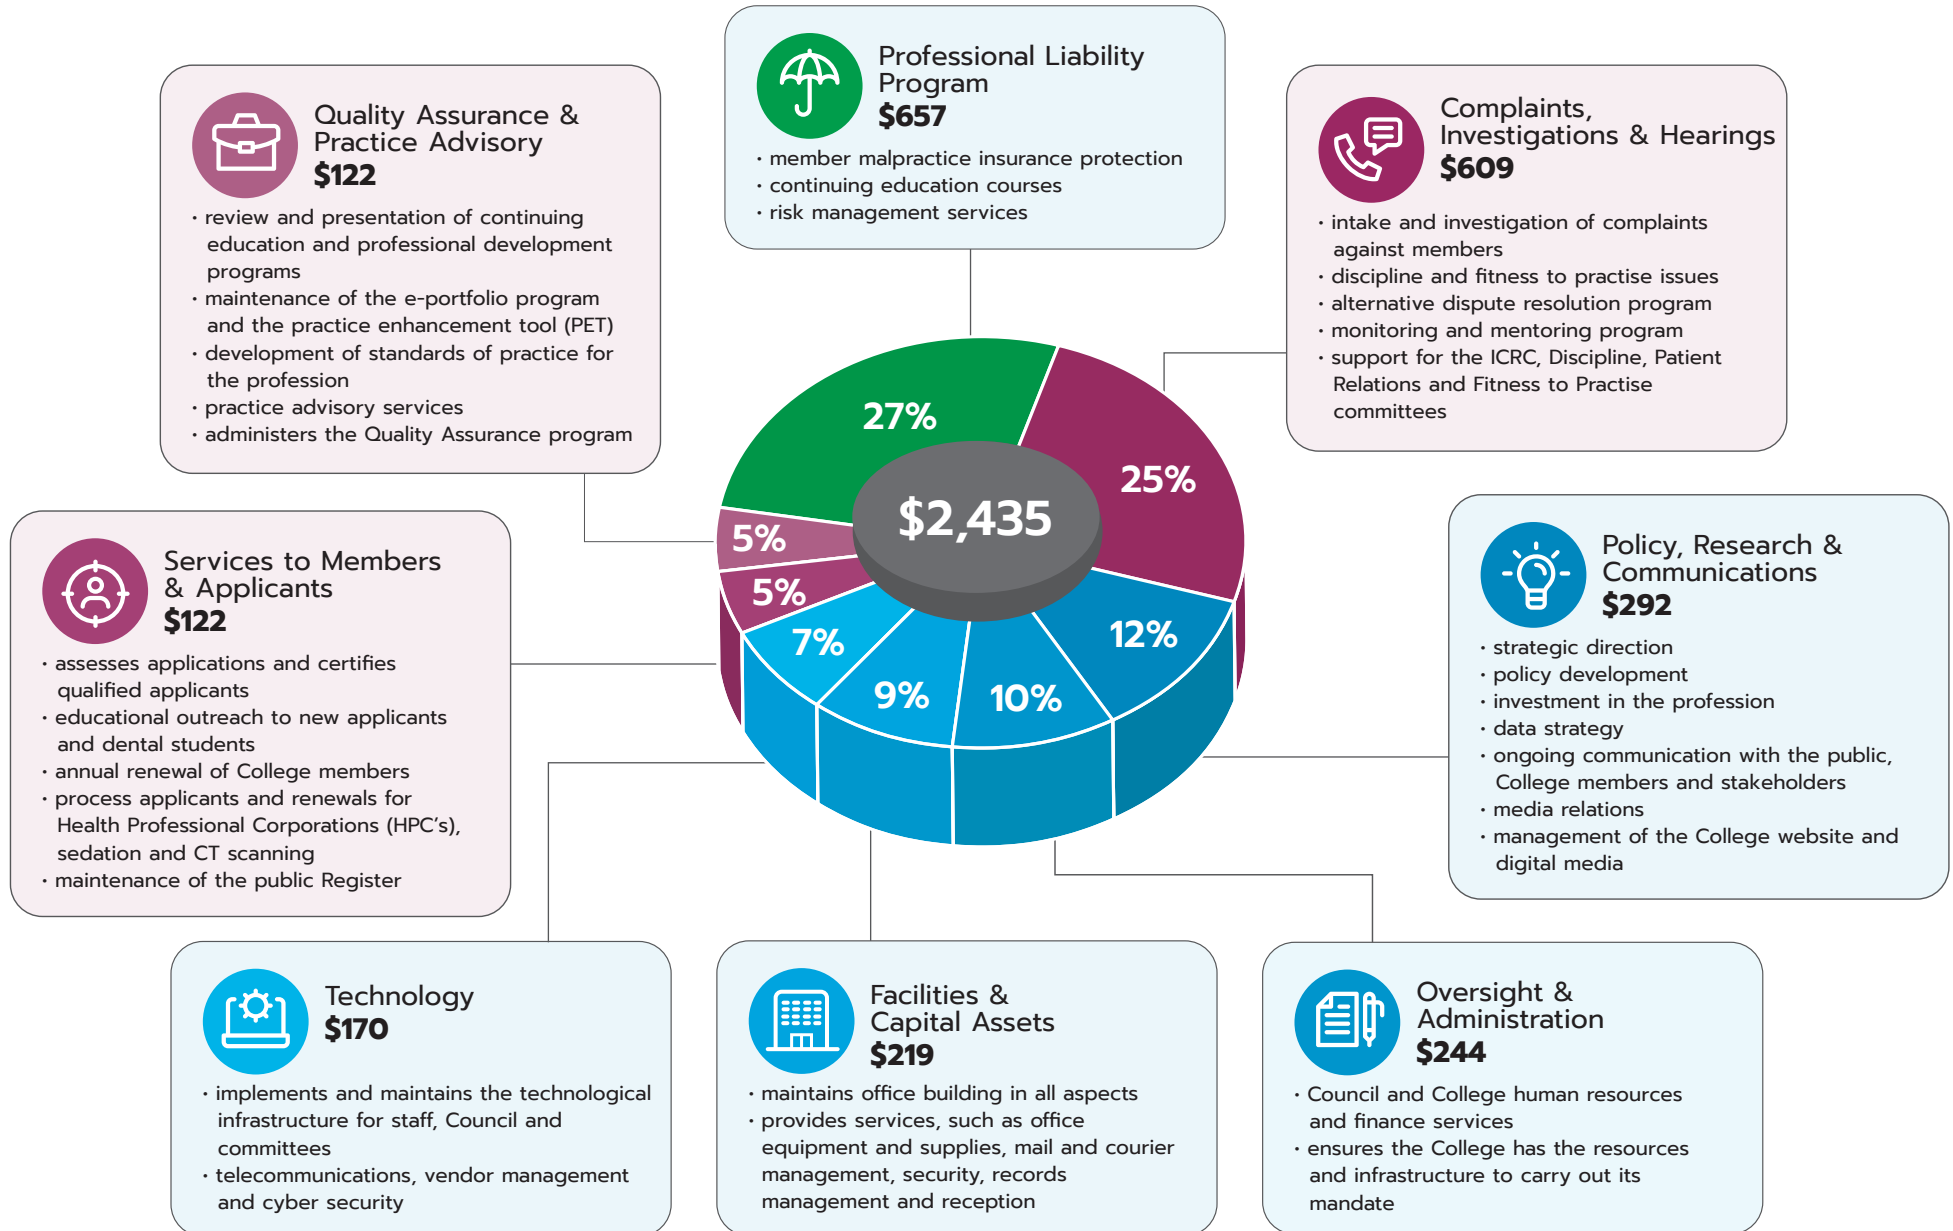 Professional Liability
Program
$657
· member malpractice insurance protection
· continuing education courses
· risk management services
Quality Assurance &
Practice Advisory
$122
· review and presentation of continuing
education and professional development
programs
· maintenance of the e-portfolio program
and the practice enhancement tool (PET)
· development of standards of practice for
the profession
· practice advisory services
· administers the Quality Assurance program
Complaints,
Investigations & Hearings
$609
· intake and investigation of complaints
against members
· discipline and fitness to practise issues
· alternative dispute resolution program
· monitoring and mentoring program
· support for the ICRC, Discipline, Patient
Relations and Fitness to Practise
committees
27%
25%
$2,435
5%
5%
7%
9%
10%
12%
Services to Members
& Applicants
$122
· assesses applications and certifies
qualified applicants
· educational outreach to new applicants
and dental students
· annual renewal of College members
· process applicants and renewals for
Health Professional Corporations (HPC's),
sedation and CT scanning
· maintenance of the public Register
Policy, Research &
Communications
$292
· strategic direction
· policy development
· investment in the profession
· data strategy
· ongoing communication with the public,
College members and stakeholders
· media relations
· management of the College website and
digital media
Technology
$170
· implements and maintains the technological
infrastructure for staff, Council and
committees
· telecommunications, vendor management
and cyber security
Facilities &
Capital Assets
$219
· maintains office building in all aspects
· provides services, such as office
equipment and supplies, mail and courier
management, security, records
management and reception
Oversight &
Administration
$244
· Council and College human resources
and finance services
· ensures the College has the resources
and infrastructure to carry out its
mandate